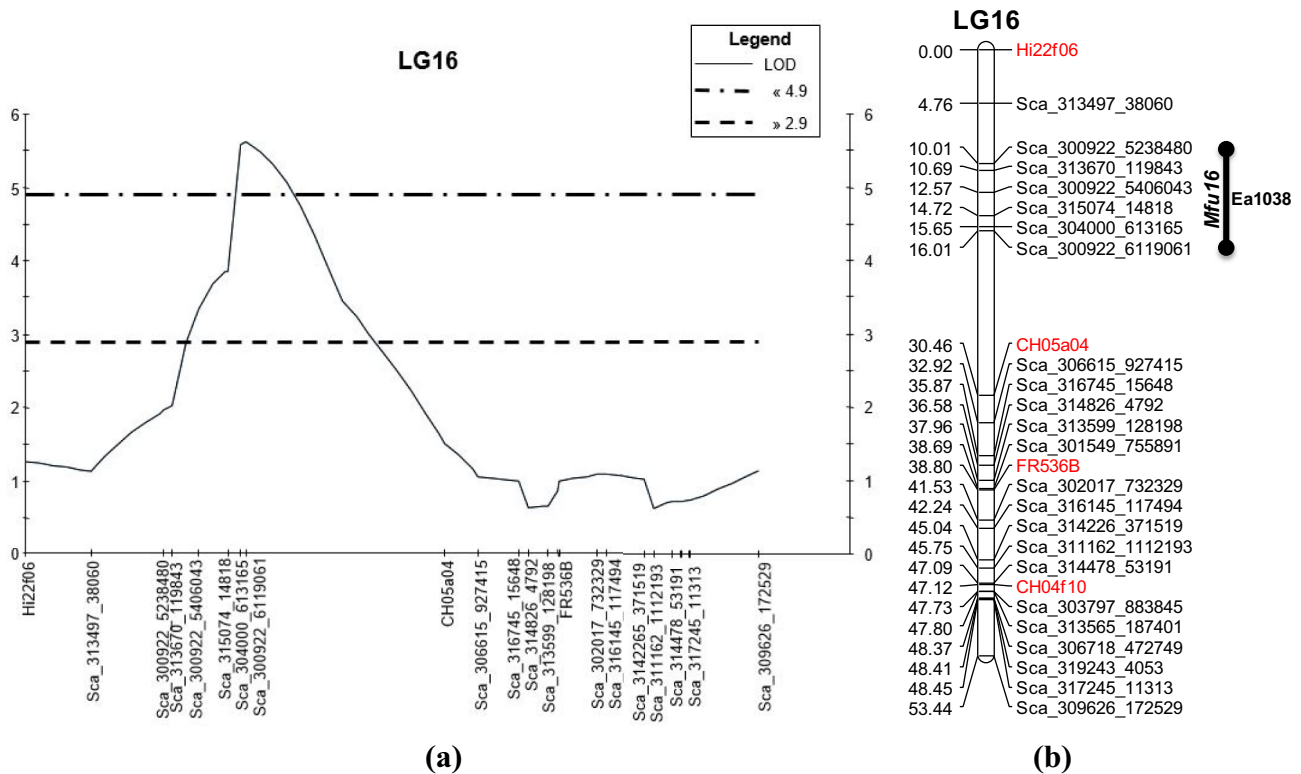 LG16
Legend
LOD
« 4.9
» 2.9
6
5
4
3
2
1
0
6
5
4
3
2
1
0
Hi22f06
Sca_313497_38060
Sca_300922_5238480
Sca_313670_119843
Sca_300922_5406043
Sca_315074_14818
Sca_304000_613165
Sca_300922_6119061
CH05a04
Sca_306615_927415
Sca_316745_15648
Sca_314826_4792
Sca_313599_128198
FR536B
Sca_302017_732329
Sca_316145_117494
Sca_3142265_371519
Sca_311162_1112193
Sca_314478_53191
Sca_317245_11313
Sca_309626_172529
(a)
LG16
0.00 Hi22f06
4.76 Sca_313497_38060
10.01 Sca_300922_5238480
10.69 Sca_313670_119843
12.57 Sca_300922_5406043
14.72 Sca_315074_14818
15.65 Sca_304000_613165
16.01 Sca_300922_6119061
Mfu16
Ea1038
30.46 CH05a04
32.92 Sca_306615_927415
35.87 Sca_316745_15648
36.58 Sca_314826_4792
37.96 Sca_313599_128198
38.69 Sca_301549_755891
38.80 FR536B
41.53 Sca_302017_732329
42.24 Sca_316145_117494
45.04 Sca_314226_371519
45.75 Sca_311162_1112193
47.09 Sca_314478_53191
47.12 CH04f10
47.73 Sca_303797_883845
47.80 Sca_313565_187401
48.37 Sca_306718_472749
48.41 Sca_319243_4053
48.45 Sca_317245_11313
53.44 Sca_309626_172529
(b)